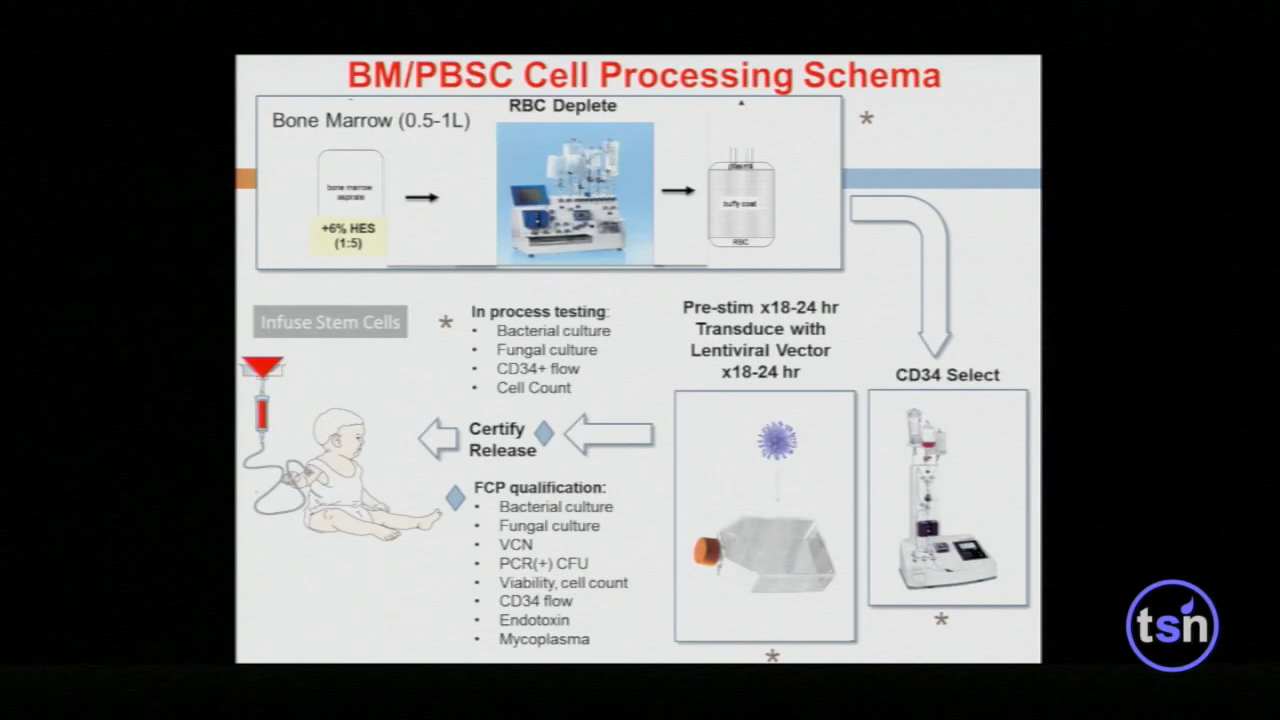 BM/PBSC Cell Processing Schema
Bone Marrow (0.5-1L)
RBC Deplete
*
bone marrow
aspirate
+6% HES
(1:5)
plasma
buffy coat
RBC
Infuse Stem Cells
*
In process testing:
• Bacterial culture
• Fungal culture
• CD34+ flow
• Cell Count
Pre-stim x18-24 hr
Transduce with
Lentiviral Vector
x18-24 hr
CD34 Select
Certify
Release
FCP qualification:
• Bacterial culture
• Fungal culture
• VCN
• PCR(+) CFU
• Viability, cell count
• CD34 flow
• Endotoxin
• Mycoplasma
*
*
tsn